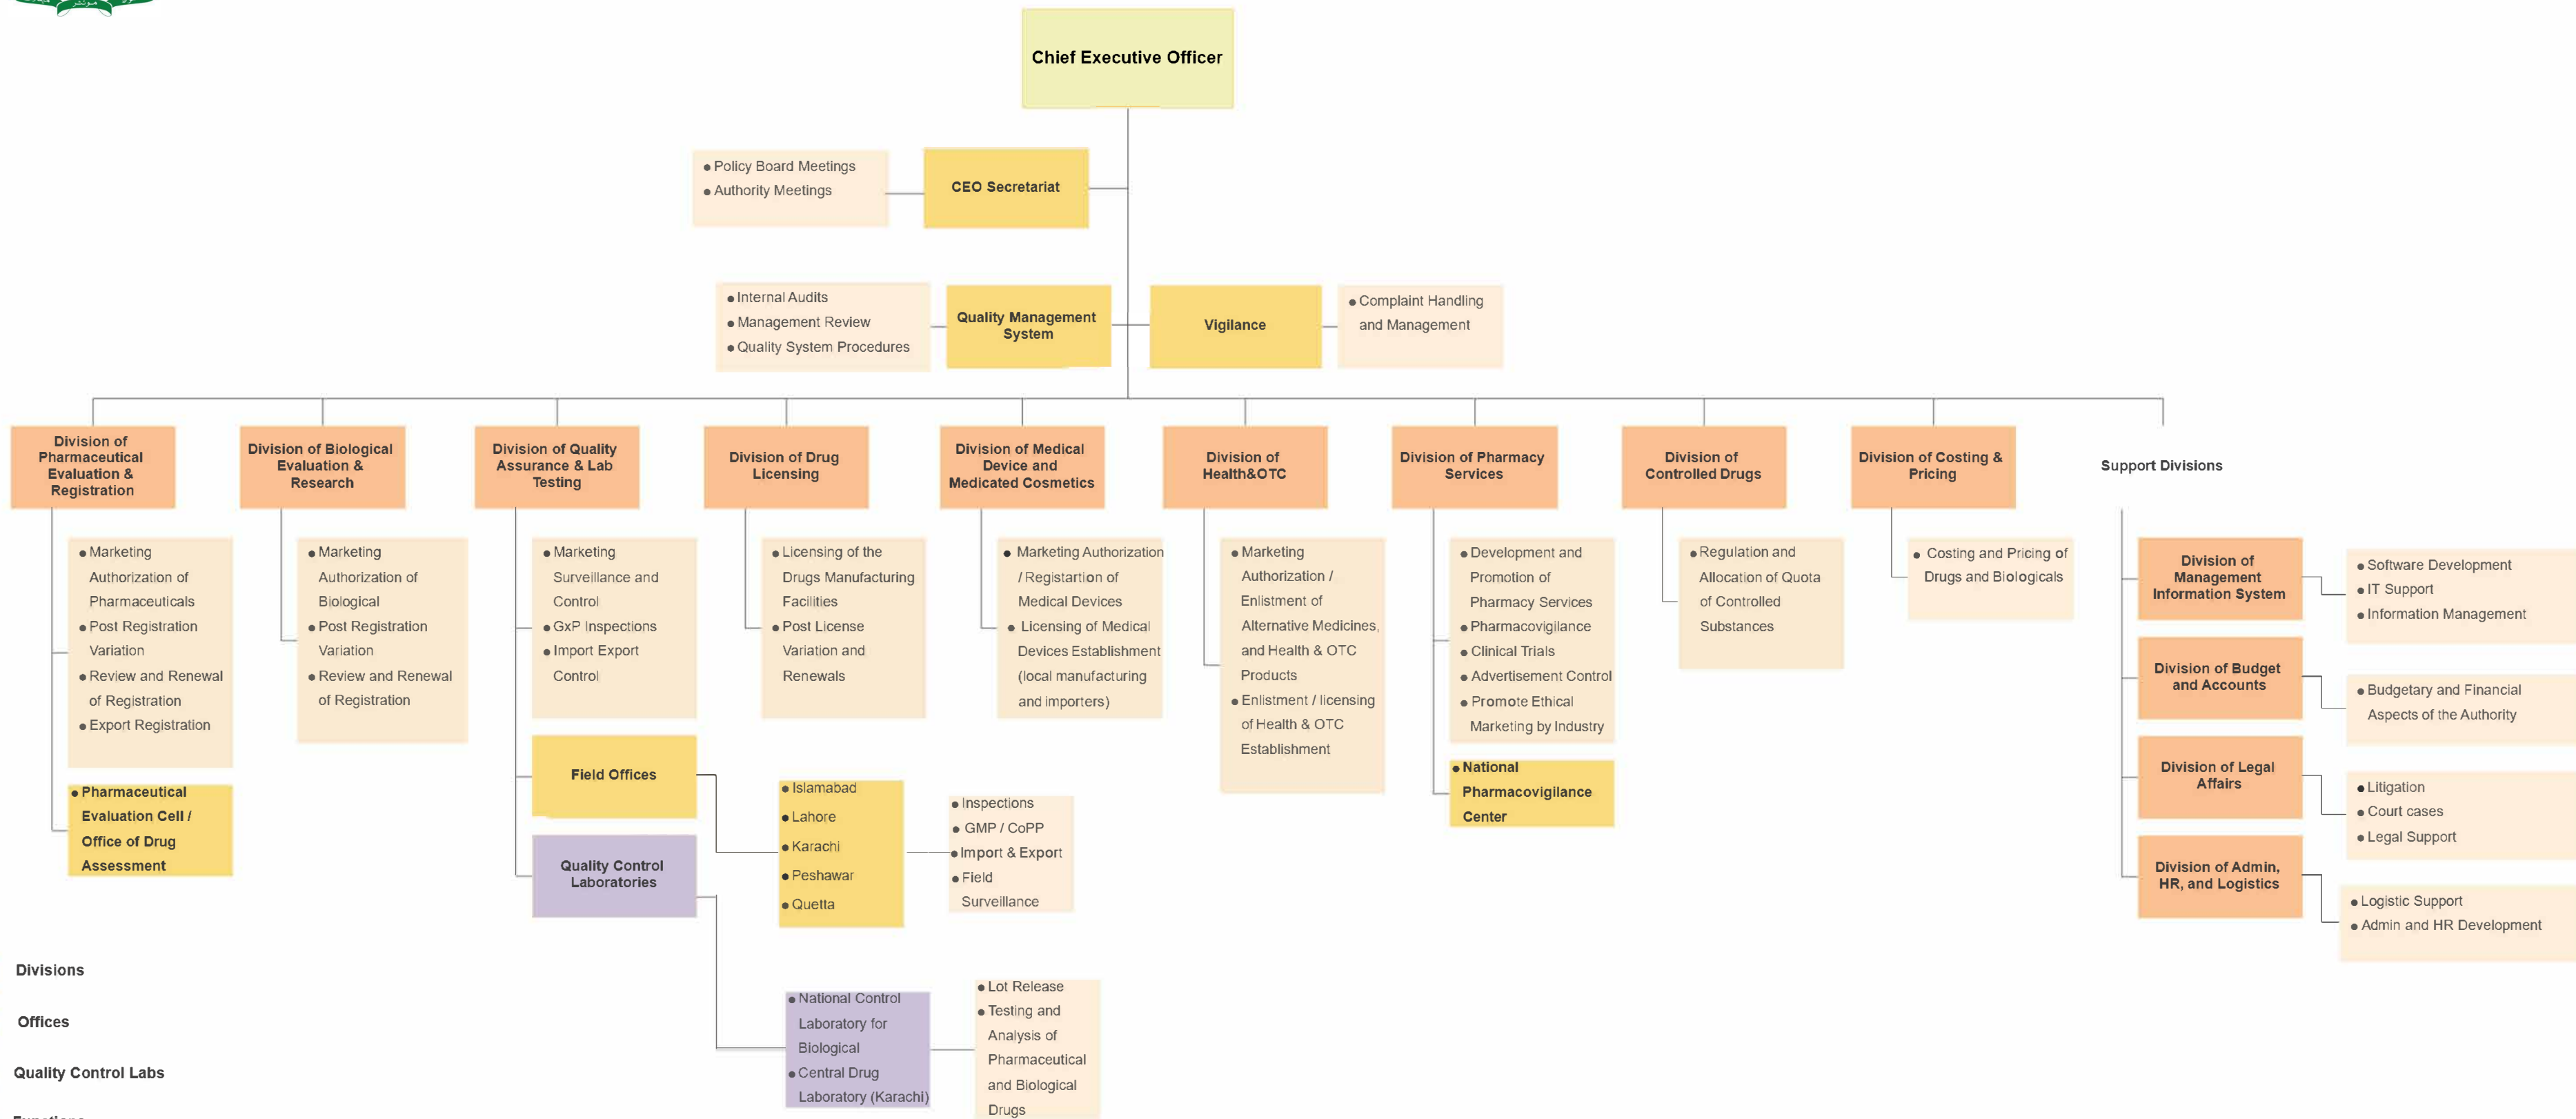 موثر
Chief Executive Officer
● Policy Board Meetings
● Authority Meetings
CEO Secretariat
● Internal Audits
● Management Review
● Quality System Procedures
Quality Management
System
Vigilance
● Complaint Handling
and Management
Division of
Pharmaceutical
Evaluation &
Registration
Division of Biological
Evaluation &
Research
Division of Quality
Assurance & Lab
Testing
Division of Drug
Licensing
Division of Medical
Device and
Medicated Cosmetics
Division of
Health&OTC
Division of Pharmacy
Services
Division of
Controlled Drugs
Division of Costing &
Pricing
Support Divisions
● Marketing
Authorization of
Pharmaceuticals
● Post Registration
Variation
● Review and Renewal
of Registration
● Export Registration
● Pharmaceutical
Evaluation Cell /
Office of Drug
Assessment
● Marketing
Authorization of
Biological
● Post Registration
Variation
● Review and Renewal
of Registration
● Marketing
Surveillance and
Control
● GxP Inspections
● Import Export
Control
Field Offices
Quality Control
Laboratories
● Islamabad
● Lahore
● Karachi
● Peshawar
● Quetta
● Inspections
● GMP / CoPP
● Import & Export
● Field
Surveillance
● National Control
Laboratory for
Biological
● Central Drug
Laboratory (Karachi)
● Lot Release
● Testing and
Analysis of
Pharmaceutical
and Biological
Drugs
● Licensing of the
Drugs Manufacturing
Facilities
● Post License
Variation and
Renewals
● Marketing Authorization
/ Registartion of
Medical Devices
● Licensing of Medical
Devices Establishment
(local manufacturing
and importers)
● Marketing
Authorization /
Enlistment of
Alternative Medicines,
and Health & OTC
Products
● Enlistment / licensing
of Health & OTC
Establishment
● Development and
Promotion of
Pharmacy Services
● Pharmacovigilance
● Clinical Trials
● Advertisement Control
● Promote Ethical
Marketing by Industry
● National
Pharmacovigilance
Center
● Regulation and
Allocation of Quota
of Controlled
Substances
● Costing and Pricing of
Drugs and Biologicals
Division of
Management
Information System
● Software Development
● IT Support
● Information Management
Division of Budget
and Accounts
● Budgetary and Financial
Aspects of the Authority
Division of Legal
Affairs
● Litigation
● Court cases
● Legal Support
Division of Admin,
HR, and Logistics
● Logistic Support
● Admin and HR Development
Divisions
Offices
Quality Control Labs